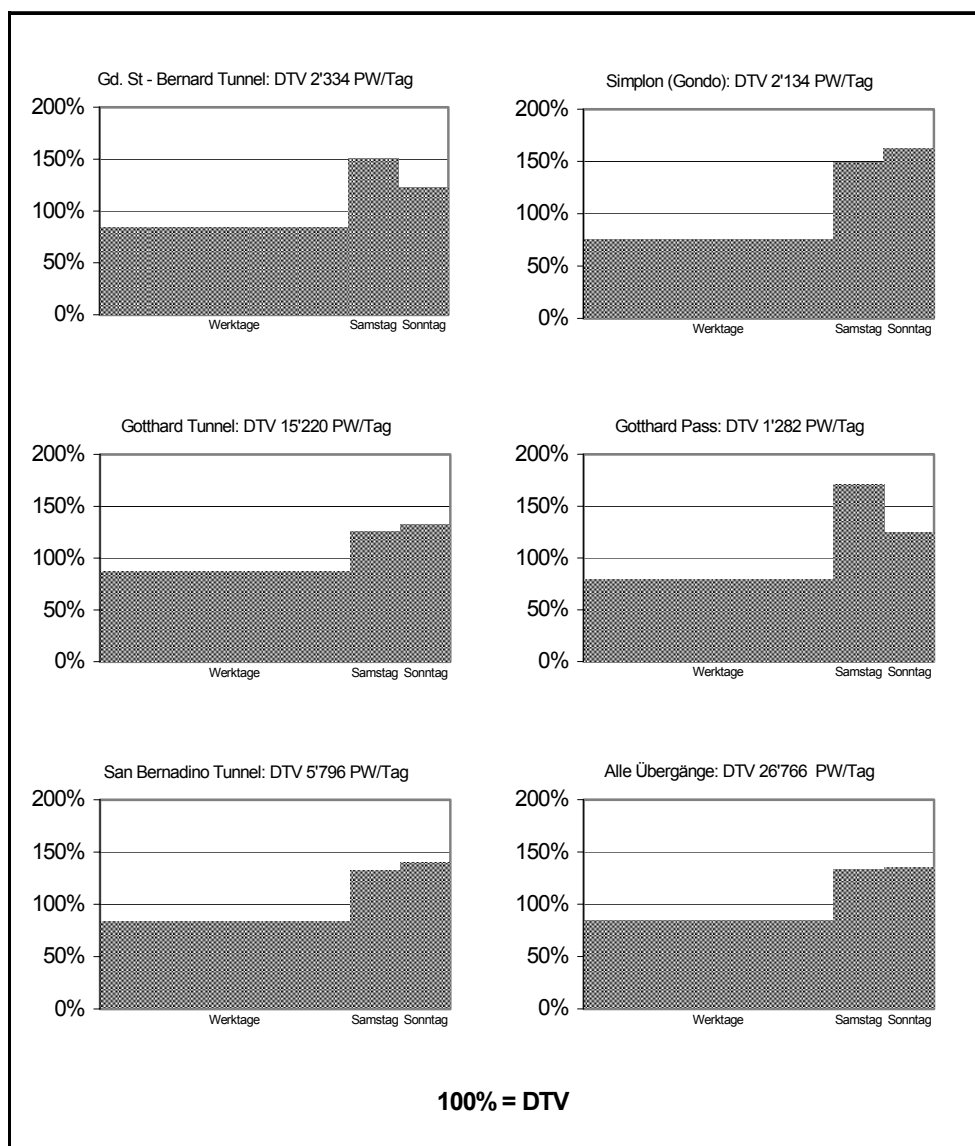 Gd. St - Bernard Tunnel: DTV 2'334 PW/Tag
200%
150%
100%
50%
0%
Werktage Samstag Sonntag
Simplon (Gondo): DTV 2'134 PW/Tag
200%
150%
100%
50%
0%
Werktage Samstag Sonntag
Gotthard Tunnel: DTV 15'220 PW/Tag
200%
150%
100%
50%
0%
Werktage Samstag Sonntag
Gotthard Pass: DTV 1'282 PW/Tag
200%
150%
100%
50%
0%
Werktage Samstag Sonntag
San Bernadino Tunnel: DTV 5'796 PW/Tag
200%
150%
100%
50%
0%
Werktage Samstag Sonntag
Alle Übergänge: DTV 26'766 PW/Tag
200%
150%
100%
50%
0%
Werktage Samstag Sonntag
100% = DTV